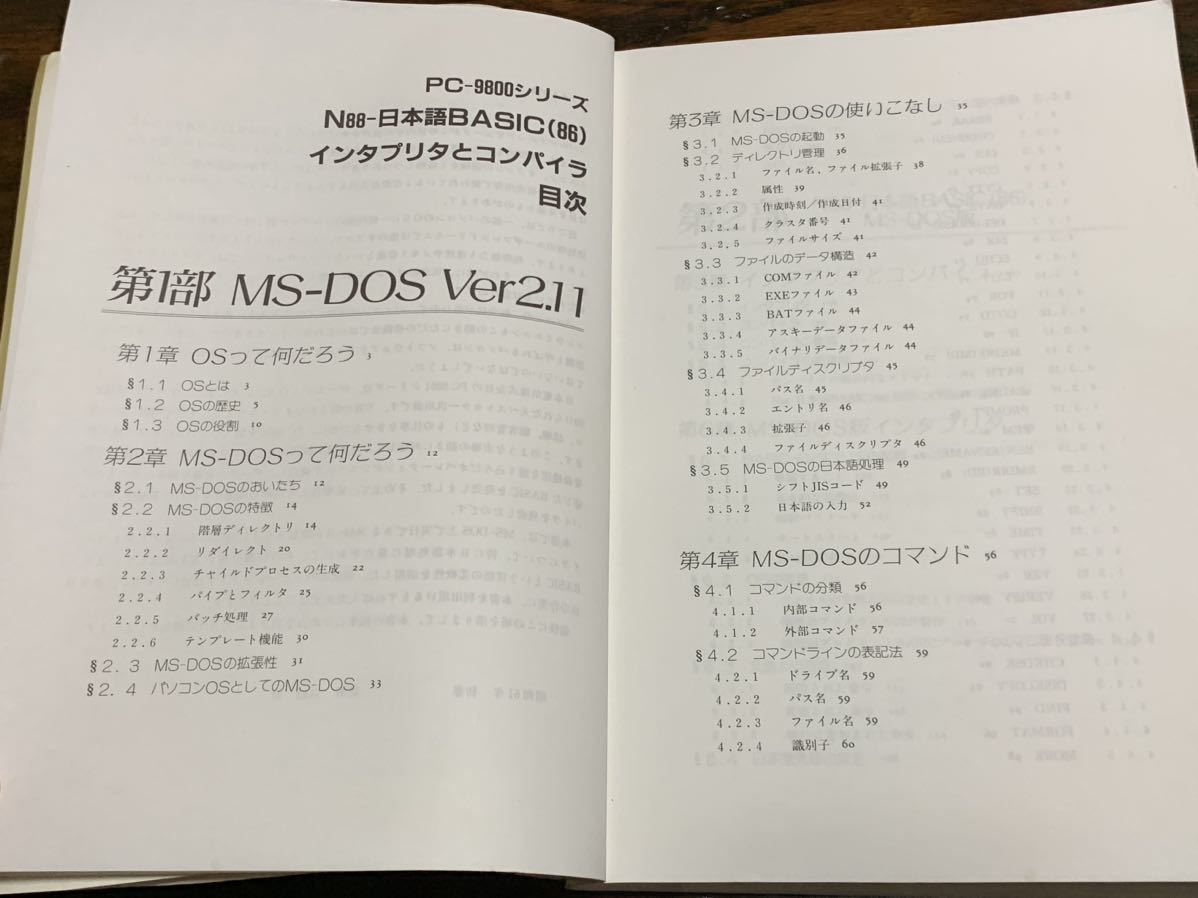 PC-9800シリーズ
N88-日本語BASIC(86)
インタプリタとコンパイラ
目次
第1部 MS-DOS Ver2.11
第1章 OSって何だろう 3
§1.1 OSとは 3
§1.2 OSの歴史 5
§1.3 OSの役割 10
第2章 MS-DOSって何だろう 12
§2.1 MS-DOSのおいたち 12
§2.2 MS-DOSの特徴 14
2.2.1 階層ディレクトリ 14
2.2.2 リダイレクト 20
2.2.3 チャイルドプロセスの生成 22
2.2.4 パイプとフィルタ 25
2.2.5 バッチ処理 27
2.2.6 テンプレート機能 30
§2.3 MS-DOSの拡張性 31
§2.4 パソコンOSとしてのMS-DOS 33
第3章 MS-DOSの使いこなし 35
§3.1 MS-DOSの起動 35
§3.2 ディレクトリ管理 36
3.2.1 ファイル名，ファイル拡張子 38
3.2.2 属性 39
3.2.3 作成時刻／作成日付 41
3.2.4 クラスタ番号 41
3.2.5 ファイルサイズ 41
§3.3 ファイルのデータ構造 42
3.3.1 COMファイル 42
3.3.2 EXEファイル 43
3.3.3 BATファイル 44
3.3.4 アスキーデータファイル 44
3.3.5 バイナリデータファイル 44
§3.4 ファイルディスクリプタ 45
3.4.1 パス名 45
3.4.2 エントリ名 46
3.4.3 拡張子 46
3.4.4 ファイルディスクリプタ 46
§3.5 MS-DOSの日本語処理 49
3.5.1 シフトJISコード 49
3.5.2 日本語の入力 52
第4章 MS-DOSのコマンド 56
§4.1 コマンドの分類 56
4.1.1 内部コマンド 56
4.1.2 外部コマンド 57
§4.2 コマンドラインの表記法 59
4.2.1 ドライブ名 59
4.2.2 パス名 59
4.2.3 ファイル名 59
4.2.4 識別子 60